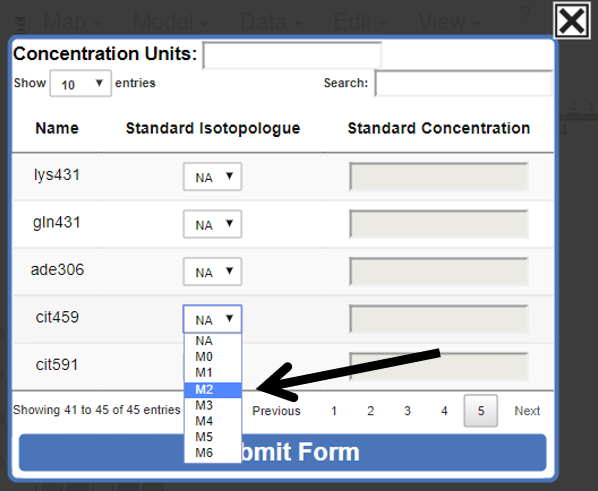 Map Model Data Edit View ?
Concentration Units:
Show 10 entries Search:
Name Standard Isotopologue Standard Concentration
lys431 NA
gln431 NA
ade306 NA
cit459 NA
NA
M0
cit591
M1
M2
M3
M4
M5
M6
Showing 41 to 45 of 45 entries Previous 1 2 3 4 5 Next
bmit Form